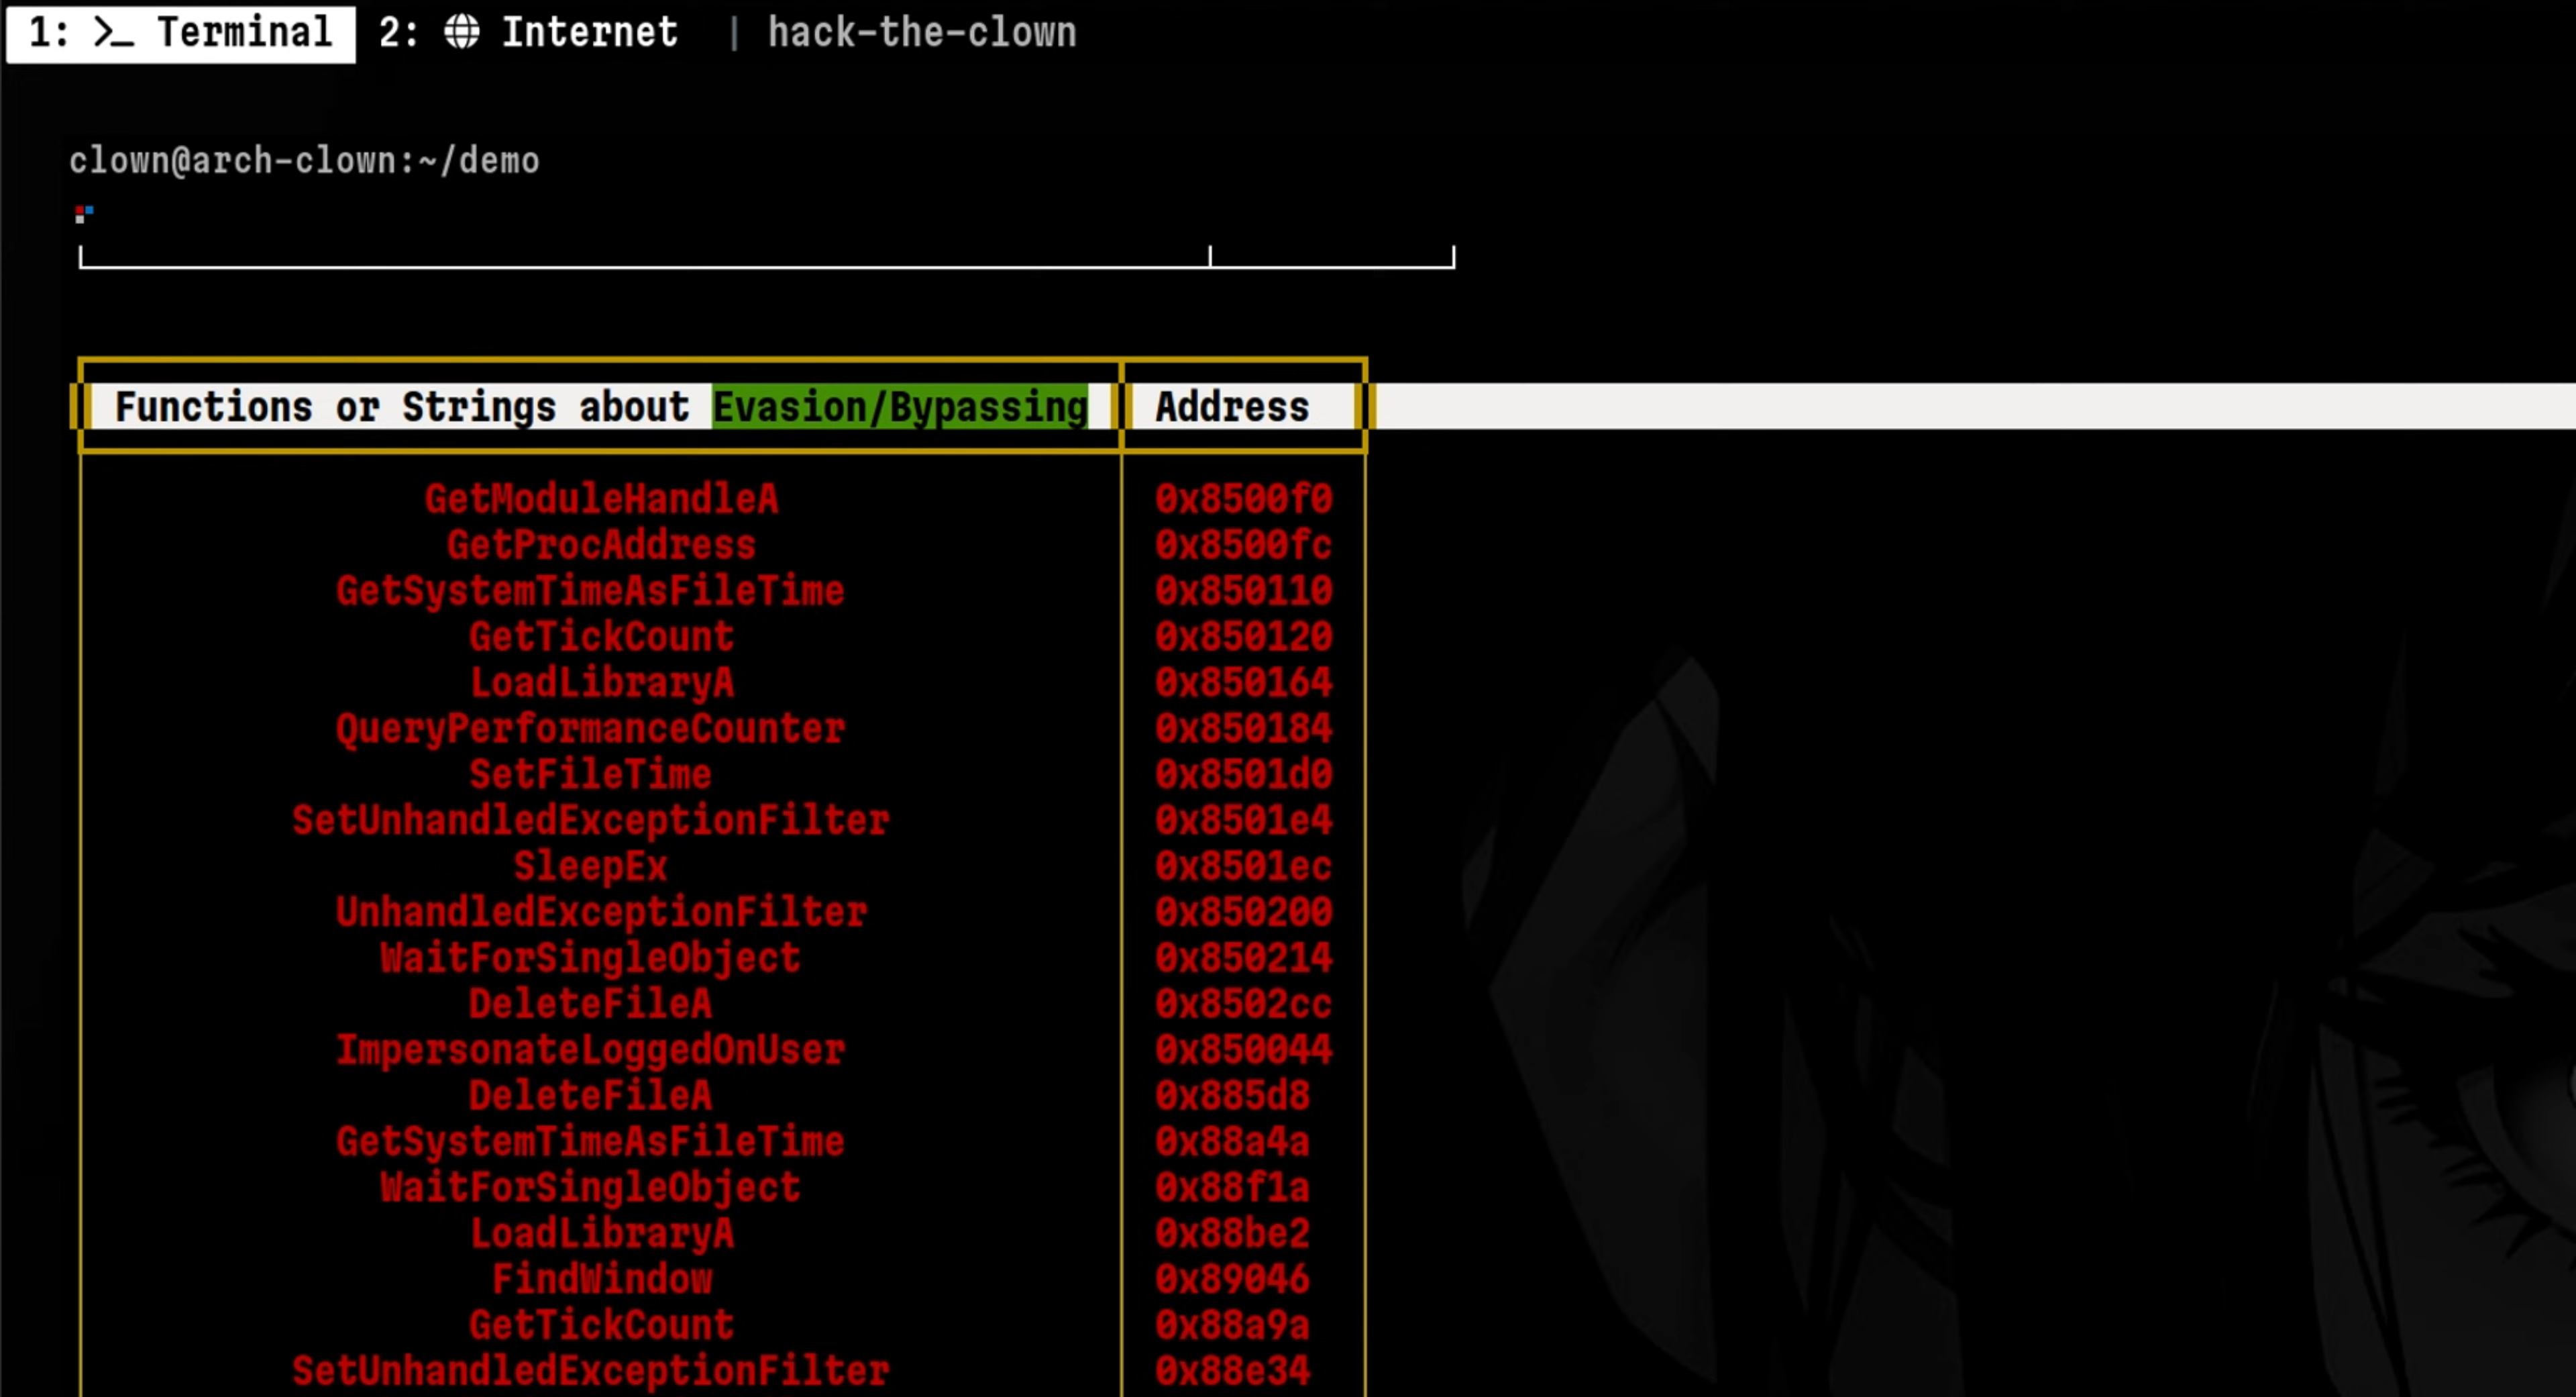 1: >_ Terminal 2: Internet | hack-the-clown
clown@arch-clown:~/demo
Functions or Strings about Evasion/Bypassing Address
GetModuleHandleA 0x8500f0
GetProcAddress 0x8500fc
GetSystemTimeAsFileTime 0x850110
GetTickCount 0x850120
LoadLibraryA 0x850164
QueryPerformanceCounter 0x850184
SetFileTime 0x8501d0
SetUnhandledExceptionFilter 0x8501e4
SleepEx 0x8501ec
UnhandledExceptionFilter 0x850200
WaitForSingleObject 0x850214
DeleteFileA 0x8502cc
ImpersonateLoggedOnUser 0x850044
DeleteFileA 0x885d8
GetSystemTimeAsFileTime 0x88a4a
WaitForSingleObject 0x88f1a
LoadLibraryA 0x88be2
FindWindow 0x89046
GetTickCount 0x88a9a
SetUnhandledExceptionFilter 0x88e34